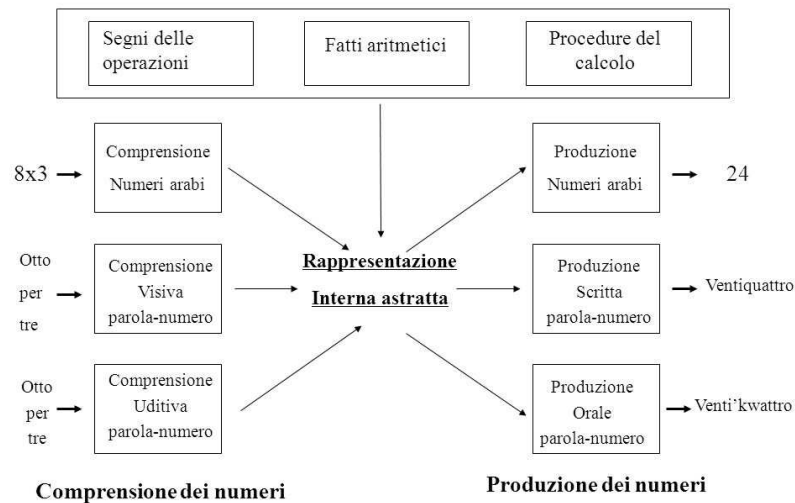 Segni delle
operazioni
Fatti aritmetici
Procedure del
calcolo
8x3
Comprensione
Numeri arabi
Produzione
Numeri arabi
24
Otto
per
tre
Comprensione
Visiva
parola-numero
Rappresentazione
Interna astratta
Produzione
Scritta
parola-numero
Ventiquattro
Otto
per
tre
Comprensione
Uditiva
parola-numero
Produzione
Orale
parola-numero
Venti’kwattro
Comprensione dei numeri
Produzione dei numeri